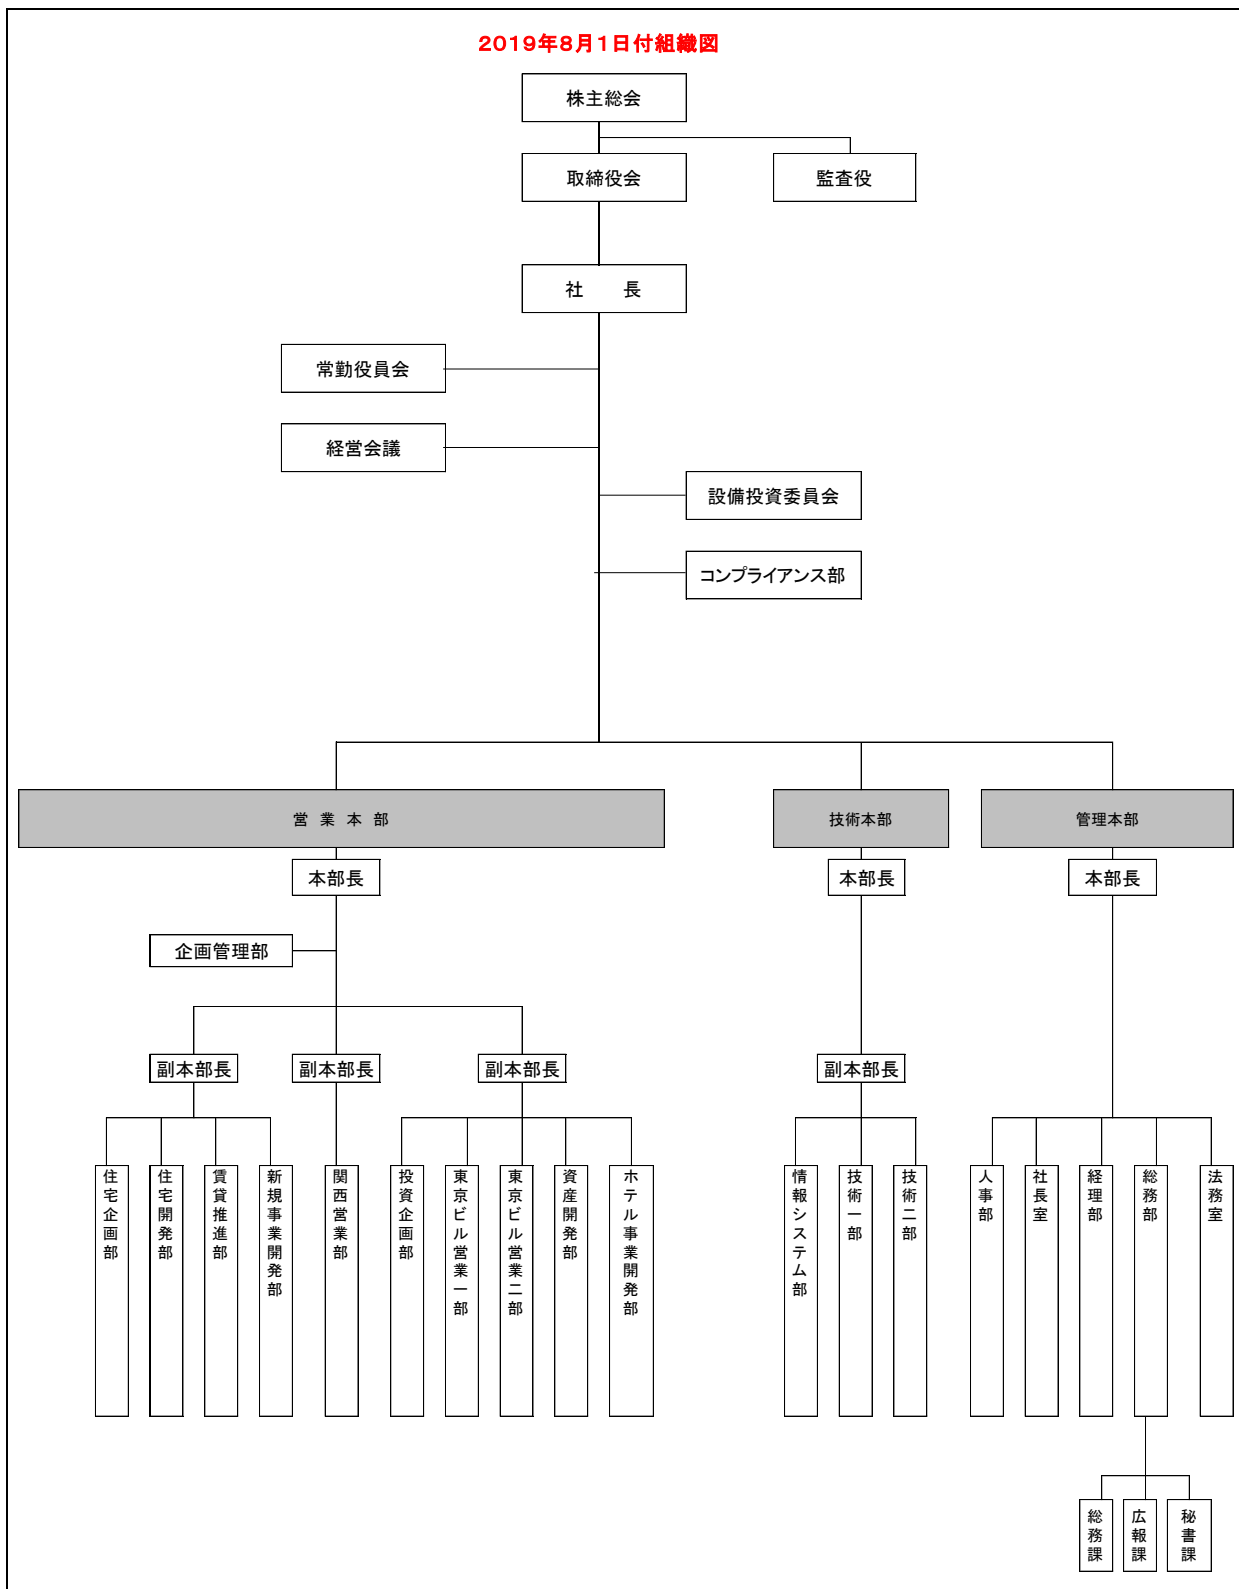 2019年8月1日付組織図
株主総会
取締役会
監査役
社　長
常勤役員会
経営会議
設備投資委員会
コンプライアンス部
営業本部
技術本部
管理本部
本部長
本部長
本部長
企画管理部
副本部長
副本部長
副本部長
副本部長
住宅企画部
住宅開発部
賃貸推進部
新規事業開発部
関西営業部
投資企画部
東京ビル営業一部
東京ビル営業二部
資産開発部
ホテル事業開発部
情報システム部
技術一部
技術二部
人事部
社長室
経理部
総務部
法務室
総務課
広報課
秘書課